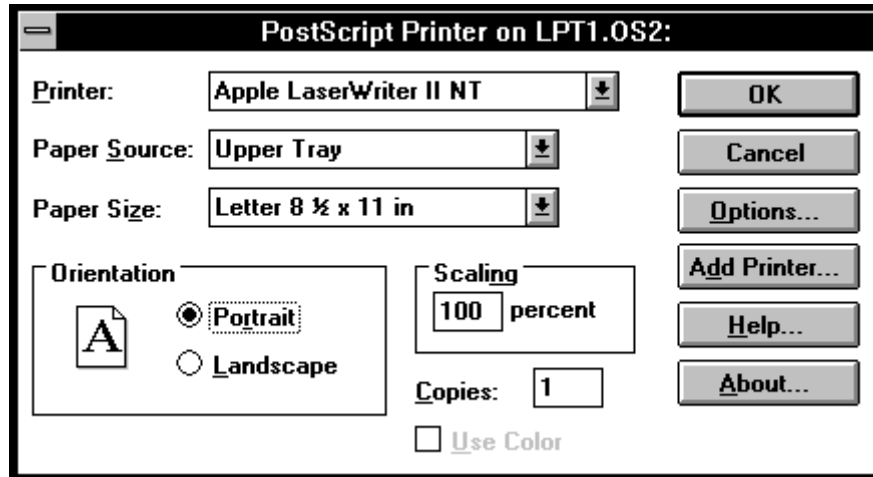 PostScript Printer on LPT1.OS2:
Printer: Apple LaserWriter II NT
OK
Paper Source: Upper Tray
Cancel
Paper Size: Letter 8 ½ x 11 in
Options...
Orientation
Scaling
Add Printer...
A
Portrait
100 percent
Help...
Landscape
Copies: 1
About...
Use Color